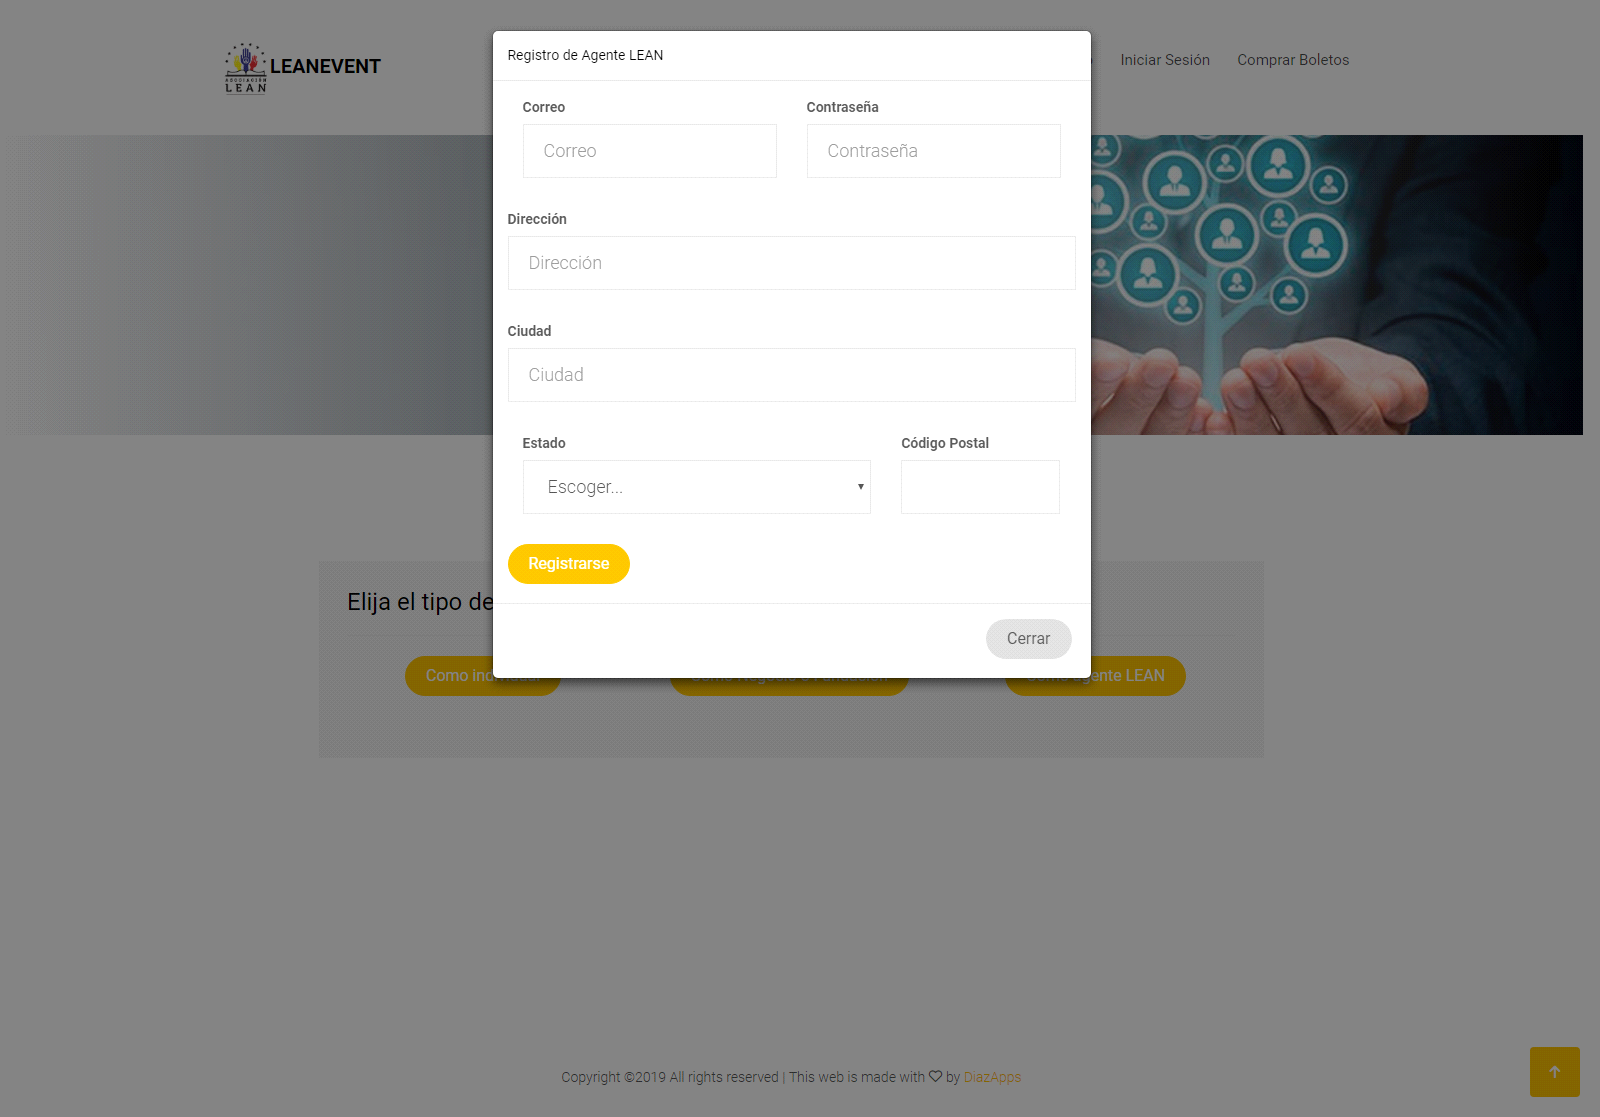 ASOCIACIÓN
LEAN
LEANEVENT
Iniciar Sesión
Comprar Boletos
Registro de Agente LEAN
Correo
Contraseña
Correo
Contraseña
Dirección
Dirección
Ciudad
Ciudad
Estado
Código Postal
Escoger...
Registrarse
Cerrar
Elija el tipo de
Como
LEAN
Copyright ©2019 All rights reserved | This web is made with ♡ by DiazApps